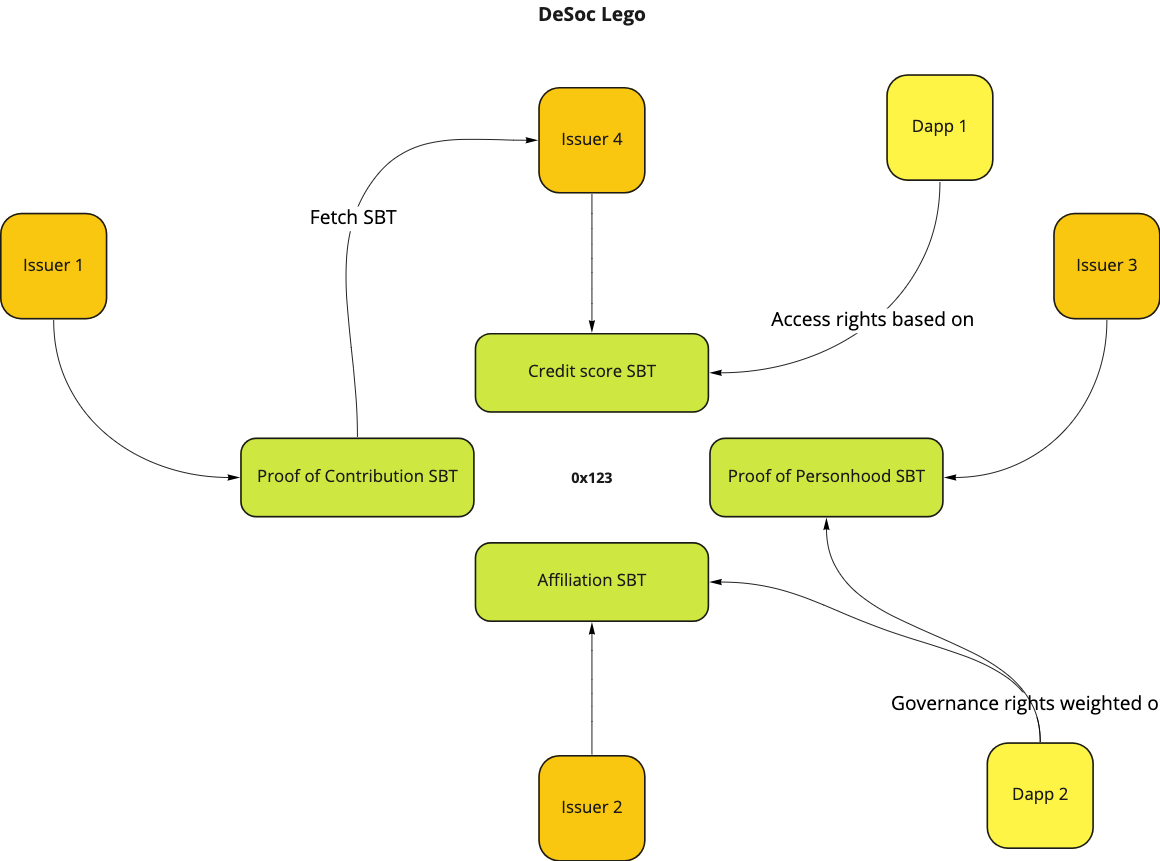 DeSoc Lego
Dapp 1
Issuer 4
Fetch SBT
Issuer 1
Issuer 3
Access rights based on
Credit score SBT
Proof of Contribution SBT
0x123
Proof of Personhood SBT
Affiliation SBT
Governance rights weighted o
Dapp 2
Issuer 2